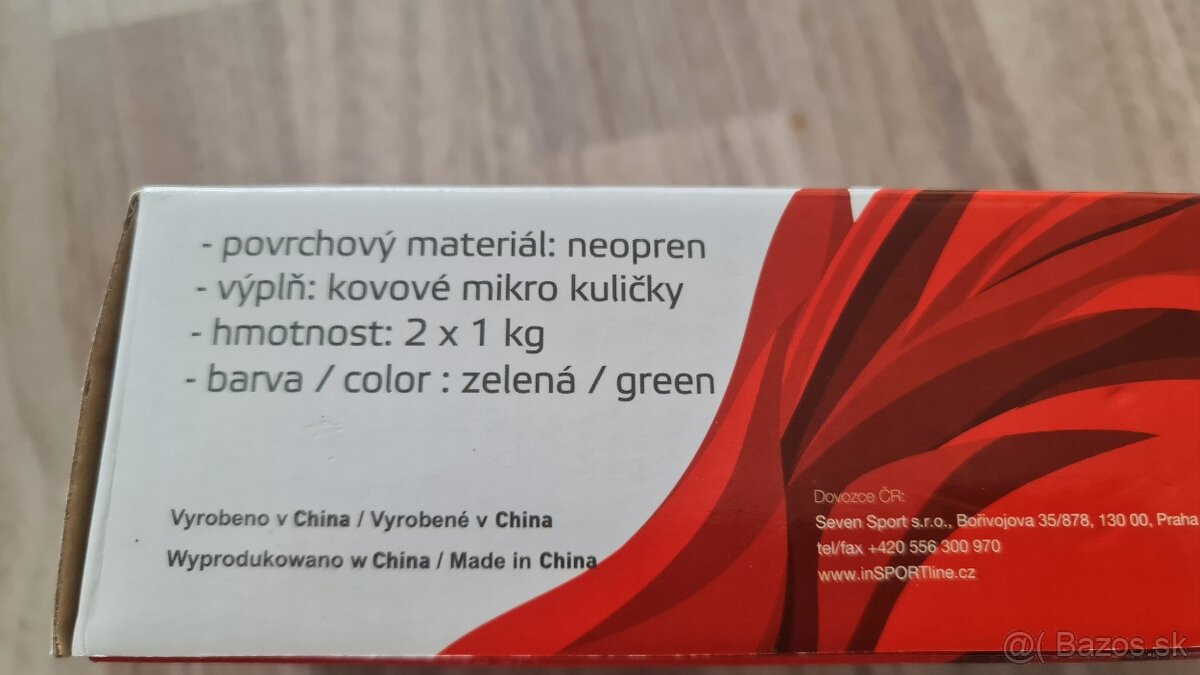 - povrchový materiál: neopren
- výplň: kovové mikro kuličky
- hmotnost: 2 x 1 kg
- barva / color : zelená / green
Vyrobeno v China / Vyrobené v China
Wyprodukowano w China / Made in China
Dovozce ČR:
Seven Sport s.r.o., Bořivojova 35/878, 130 00, Praha
tel/fax +420 556 300 970
www.inSPORTline.cz
@( Bazos.sk